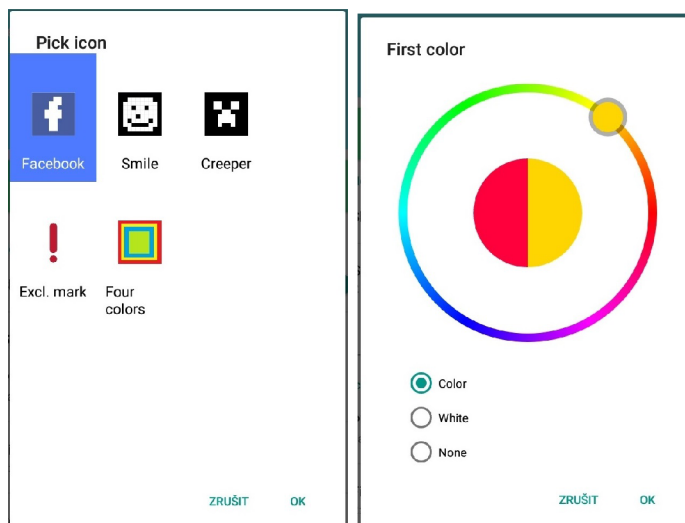 Pick icon
Facebook
Smile
Creeper
Excl. mark
Four
colors
ZRUŠIT
OK
First color
Color
White
None
ZRUŠIT
OK